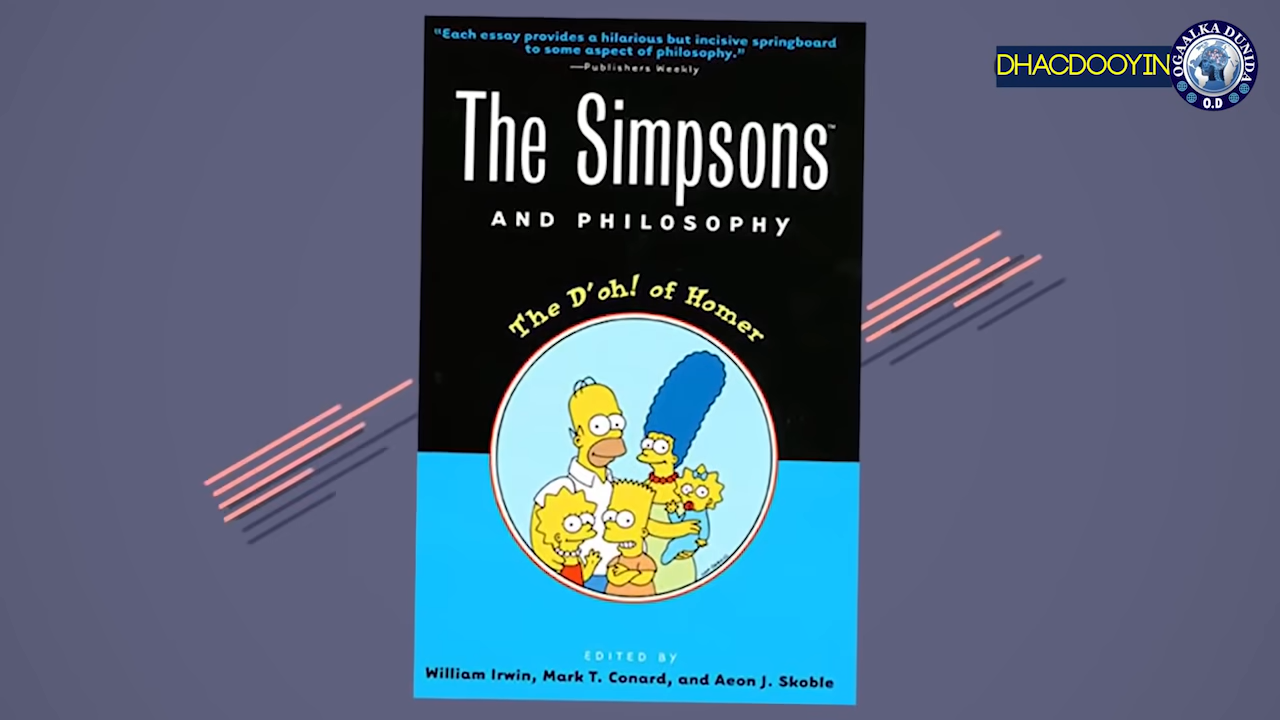 "Each essay provides a hilarious but incisive springboard
to some aspect of philosophy."
—Publishers Weekly
The Simpsons™
AND PHILOSOPHY
The D'oh! of Homer
EDITED BY
William Irwin, Mark T. Conard, and Aeon J. Skoble
DHACDOOYIN
OGAALKA DUNIDA
O.D